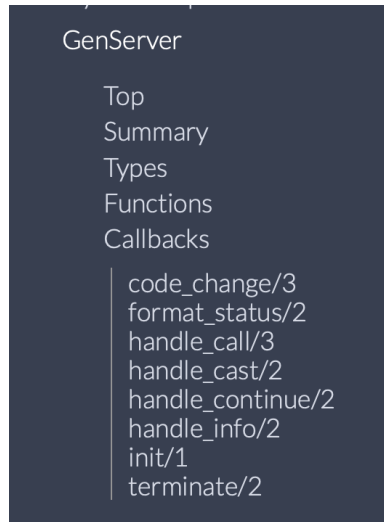 GenServer
Top
Summary
Types
Functions
Callbacks
code_change/3
format_status/2
handle_call/3
handle_cast/2
handle_continue/2
handle_info/2
init/1
terminate/2